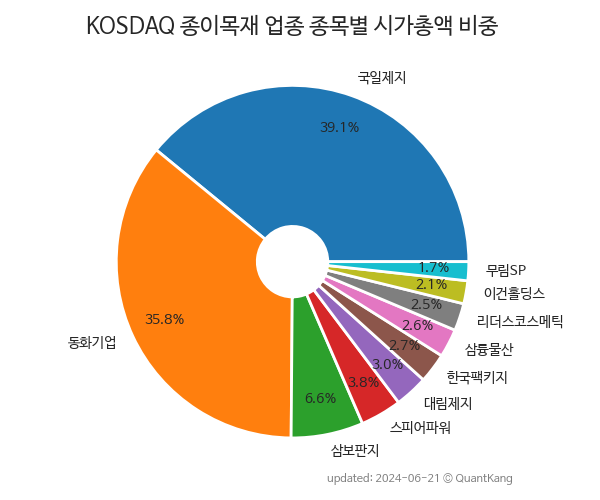 KOSDAQ 종이목재 업종 종목별 시가총액 비중
국일제지
39.1%
동화기업
35.8%
삼보판지
6.6%
스피어파워
3.8%
대림제지
3.0%
한국팩키지
2.7%
삼륭물산
2.6%
리더스코스메틱
2.5%
이건홀딩스
2.1%
무림SP
1.7%
updated: 2024-06-21 © QuantKang